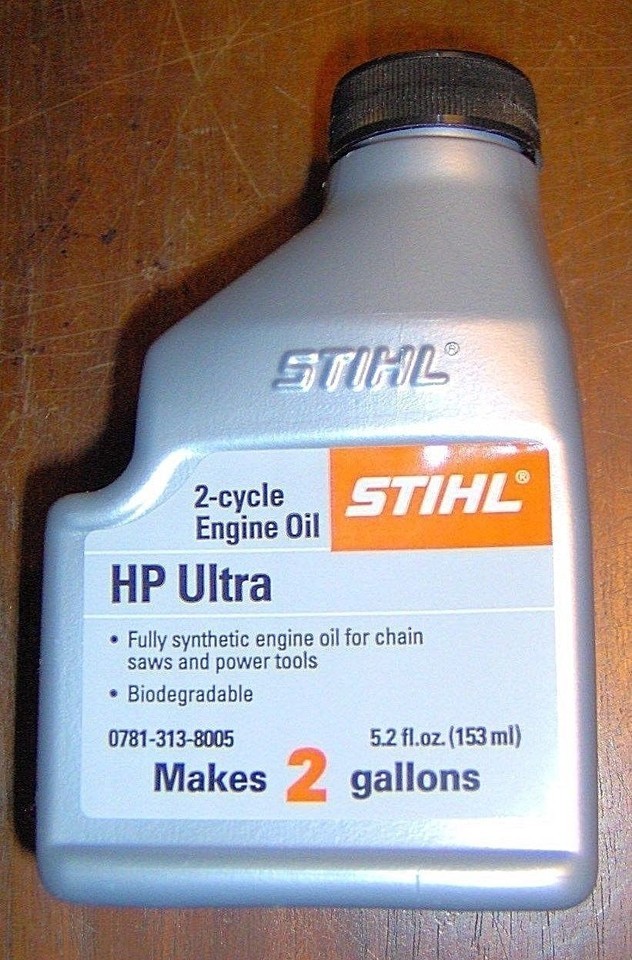 STIHL®
2-cycle
Engine Oil
STIHL®
HP Ultra
• Fully synthetic engine oil for chain
saws and power tools
• Biodegradable
0781-313-8005 5.2 fl.oz. (153 ml)
Makes 2 gallons